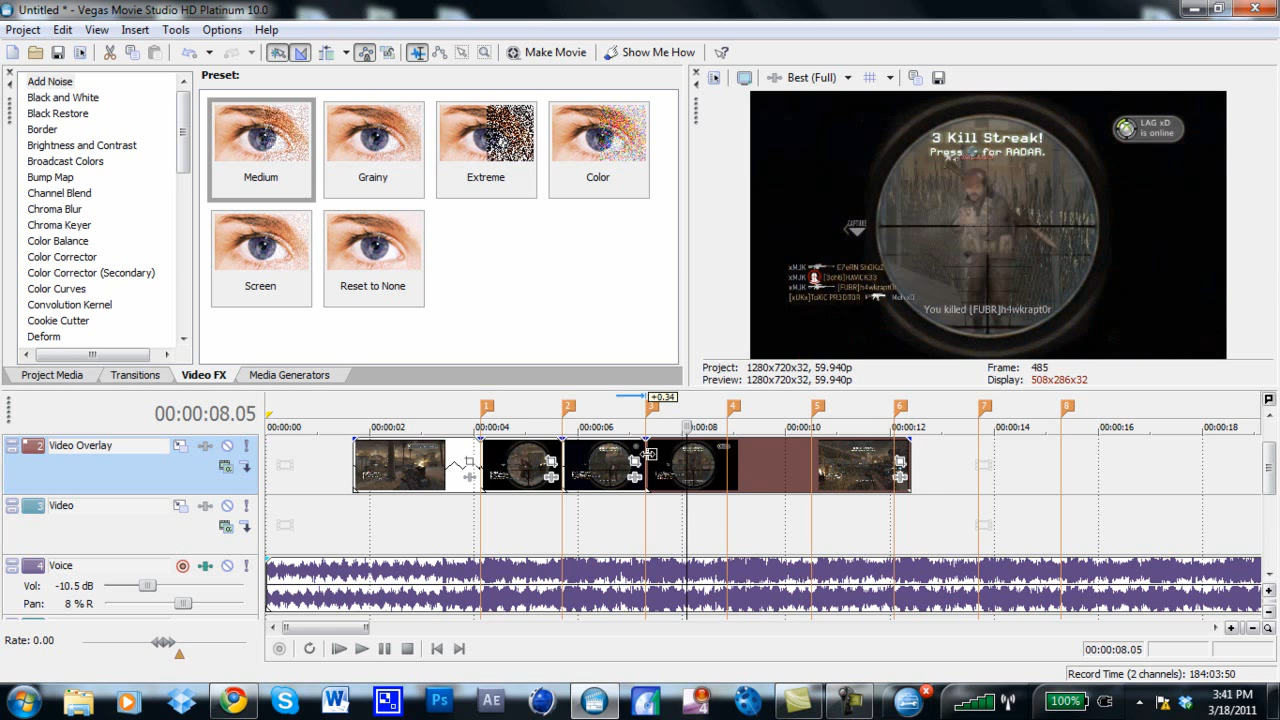 Untitled * - Vegas Movie Studio HD Platinum 10.0
Project Edit View Insert Tools Options Help
Make Movie Show Me How
Add Noise
Black and White
Black Restore
Border
Brightness and Contrast
Broadcast Colors
Bump Map
Channel Blend
Chroma Blur
Chroma Keyer
Color Balance
Color Corrector
Color Corrector (Secondary)
Color Curves
Convolution Kernel
Cookie Cutter
Deform
Preset:
Medium Grainy Extreme Color
Screen Reset to None
Project Media Transitions Video FX Media Generators
Best (Full)
LAG xD
is online
3 Kill Streak!
Press for RADAR.
CAPTURE
xMJK
xMJK
xMJK [FUBR]h4wkrapt0r
You killed [FUBR]h4wkrapt0r
Project: 1280x720x32, 59.940p Frame: 485
Preview: 1280x720x32, 59.940p Display: 508x286x32
00:00:08.05
+0.34
1 2 3 4 5 6 7 8
00:00:00 00:00:02 00:00:04 00:00:06 00:00:08 00:00:10 00:00:12 00:00:14 00:00:16 00:00:18
2 Video Overlay
3 Video
4 Voice
Vol: -10.5 dB
Pan: 8 % R
Rate: 0.00
00:00:08.05
Record Time (2 channels): 184:03:50
Ps Ae
100%
3:41 PM
3/18/2011